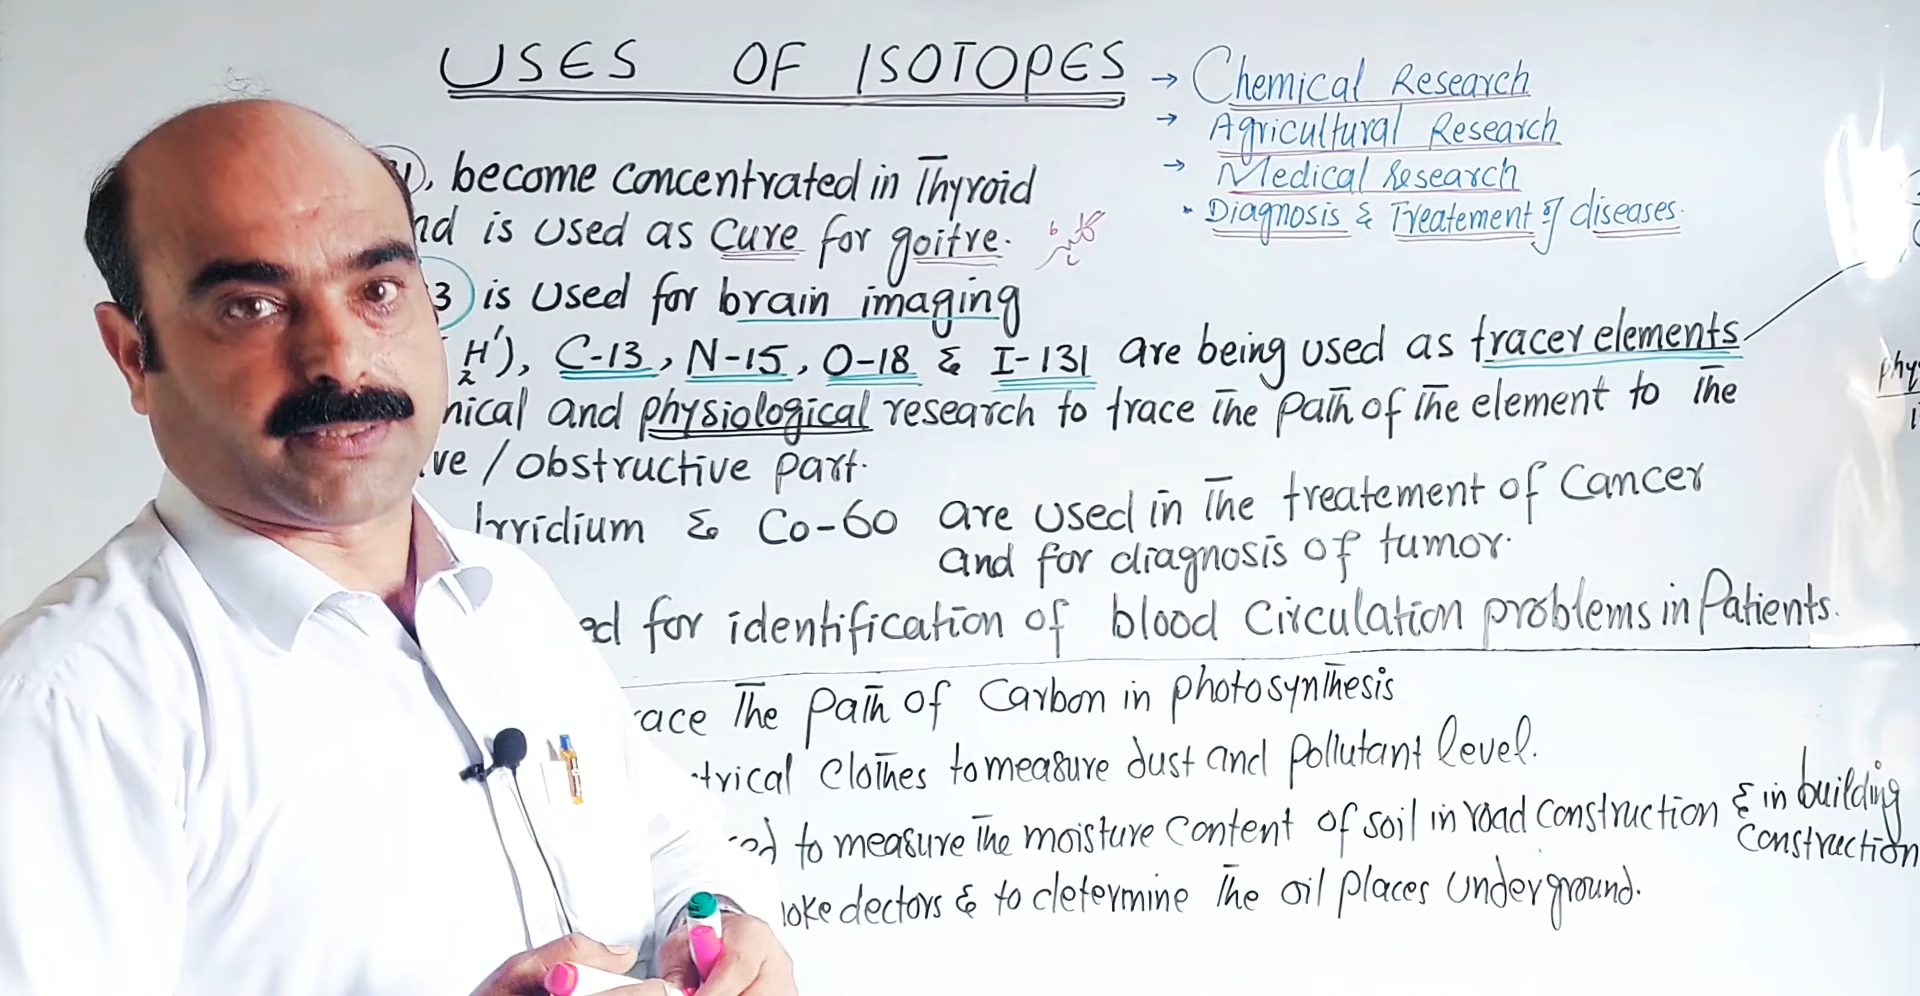 USES OF ISOTOPES
→ Chemical Research
→ Agricultural Research
→ Medical Research
• Diagnosis & Treatement of diseases.
become concentrated in Thyroid
is used as cure for goitre.
3 is used for brain imaging
C-13, N-15, O-18 & I-131 are being used as tracer elements
and physiological research to trace the path of the element to the
/ obstructive part.
Irridium & Co-60 are used in the treatement of Cancer
and for diagnosis of tumor.
for identification of blood circulation problems in Patients.
the path of Carbon in photosynthesis
clothes to measure dust and pollutant level.
to measure the moisture content of soil in road construction & in building
construction
dectors & to determine the oil places underground.